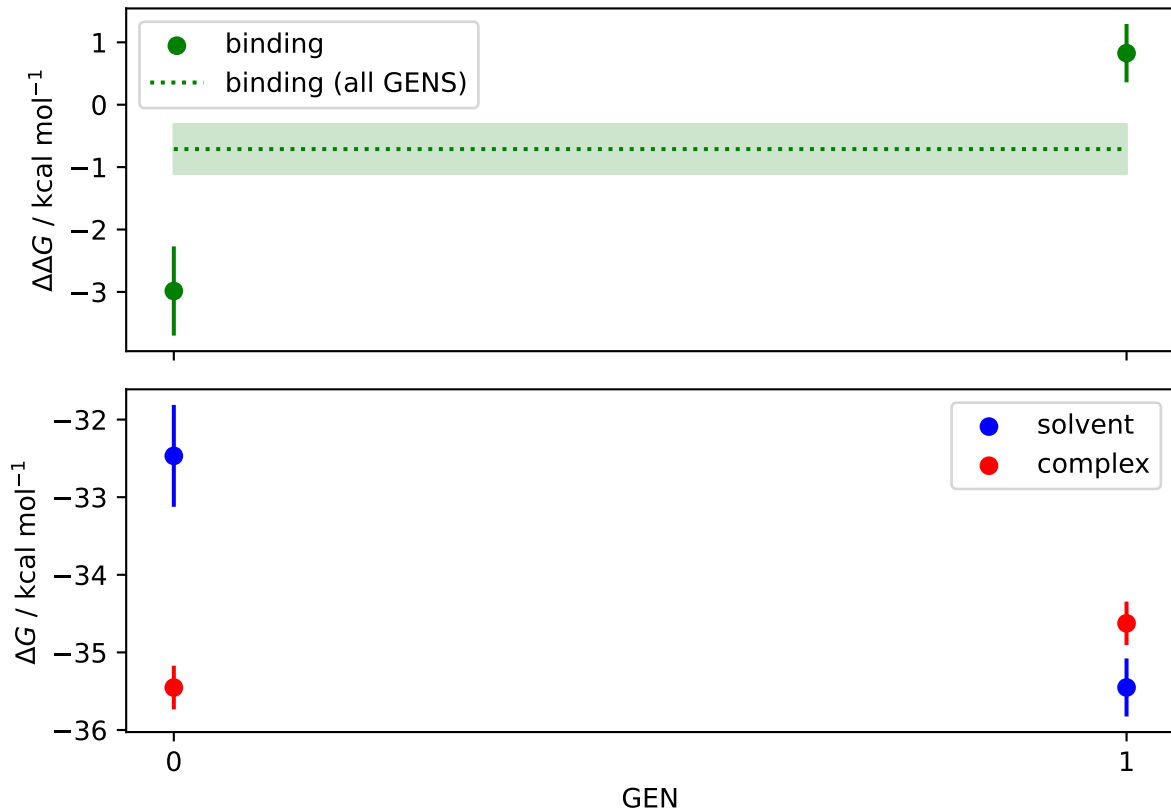 binding
binding (all GENS)
1
0
−1
−2
−3
ΔΔG / kcal mol⁻¹
solvent
complex
−32
−33
−34
−35
−36
ΔG / kcal mol⁻¹
0
1
GEN